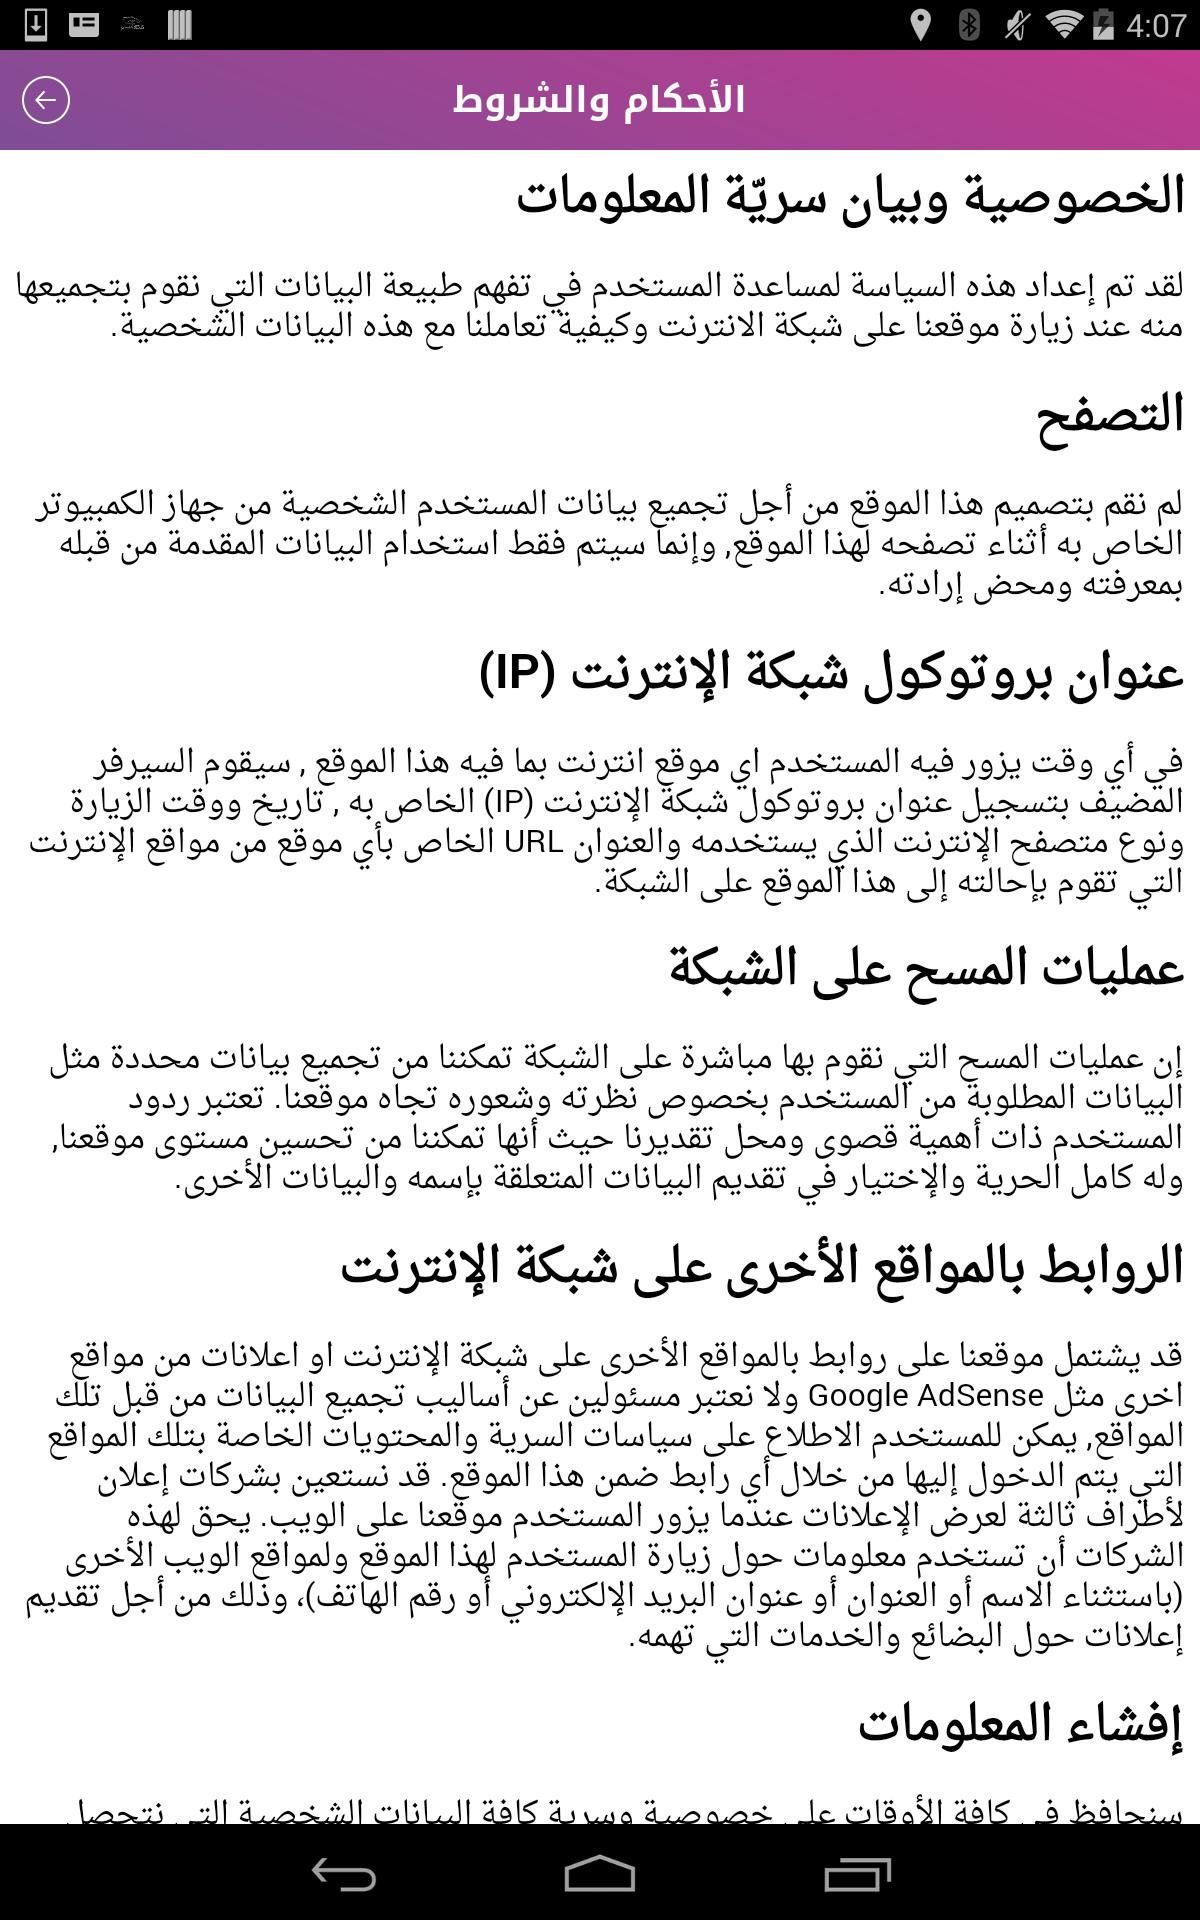 4:07
الأحكام والشروط
الخصوصية وبيان سريّة المعلومات
لقد تم إعداد هذه السياسة لمساعدة المستخدم في تفهم طبيعة البيانات التي نقوم بتجميعها
منه عند زيارة موقعنا على شبكة الانترنت وكيفية تعاملنا مع هذه البيانات الشخصية.
التصفح
لم نقم بتصميم هذا الموقع من أجل تجميع بيانات المستخدم الشخصية من جهاز الكمبيوتر
الخاص به أثناء تصفحه لهذا الموقع, وإنما سيتم فقط استخدام البيانات المقدمة من قبله
بمعرفته ومحض إرادته.
عنوان بروتوكول شبكة الإنترنت (IP)
في أي وقت يزور فيه المستخدم اي موقع انترنت بما فيه هذا الموقع , سيقوم السيرفر
المضيف بتسجيل عنوان بروتوكول شبكة الإنترنت (IP) الخاص به , تاريخ ووقت الزيارة
ونوع متصفح الإنترنت الذي يستخدمه والعنوان URL الخاص بأي موقع من مواقع الإنترنت
التي تقوم بإحالته إلى هذا الموقع على الشبكة.
عمليات المسح على الشبكة
إن عمليات المسح التي نقوم بها مباشرة على الشبكة تمكننا من تجميع بيانات محددة مثل
البيانات المطلوبة من المستخدم بخصوص نظرته وشعوره تجاه موقعنا. تعتبر ردود
المستخدم ذات أهمية قصوى ومحل تقديرنا حيث أنها تمكننا من تحسين مستوى موقعنا,
وله كامل الحرية والإختيار في تقديم البيانات المتعلقة بإسمه والبيانات الأخرى.
الروابط بالمواقع الأخرى على شبكة الإنترنت
قد يشتمل موقعنا على روابط بالمواقع الأخرى على شبكة الإنترنت او اعلانات من مواقع
اخرى مثل Google AdSense ولا نعتبر مسئولين عن أساليب تجميع البيانات من قبل تلك
المواقع, يمكن للمستخدم الاطلاع على سياسات السرية والمحتويات الخاصة بتلك المواقع
التي يتم الدخول إليها من خلال أي رابط ضمن هذا الموقع. قد نستعين بشركات إعلان
لأطراف ثالثة لعرض الإعلانات عندما يزور المستخدم موقعنا على الويب. يحق لهذه
الشركات أن تستخدم معلومات حول زيارة المستخدم لهذا الموقع ولمواقع الويب الأخرى
(باستثناء الاسم أو العنوان أو عنوان البريد الإلكتروني أو رقم الهاتف)، وذلك من أجل تقديم
إعلانات حول البضائع والخدمات التي تهمه.
إفشاء المعلومات
سنحافظ في كافة الأوقات على خصوصية وسرية كافة البيانات الشخصية التي نتحصل